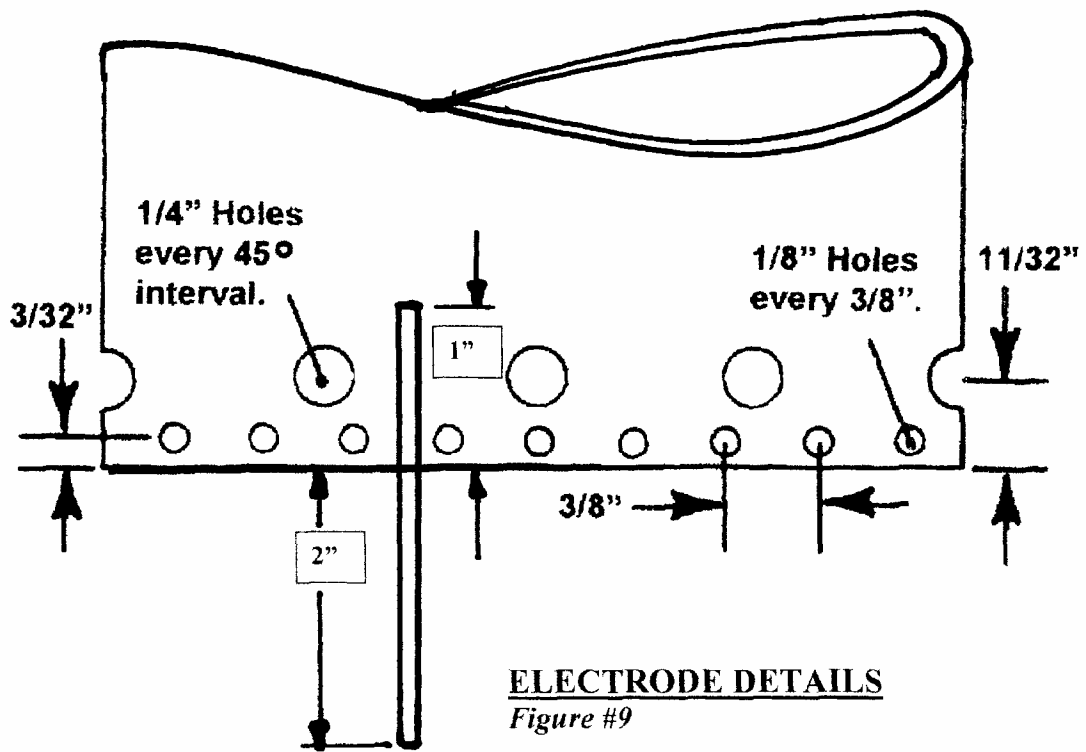 1/4” Holes
every 45°
interval.
3/32”
1”
1/8” Holes
every 3/8”.
11/32”
3/8”
2”
ELECTRODE DETAILS
Figure #9